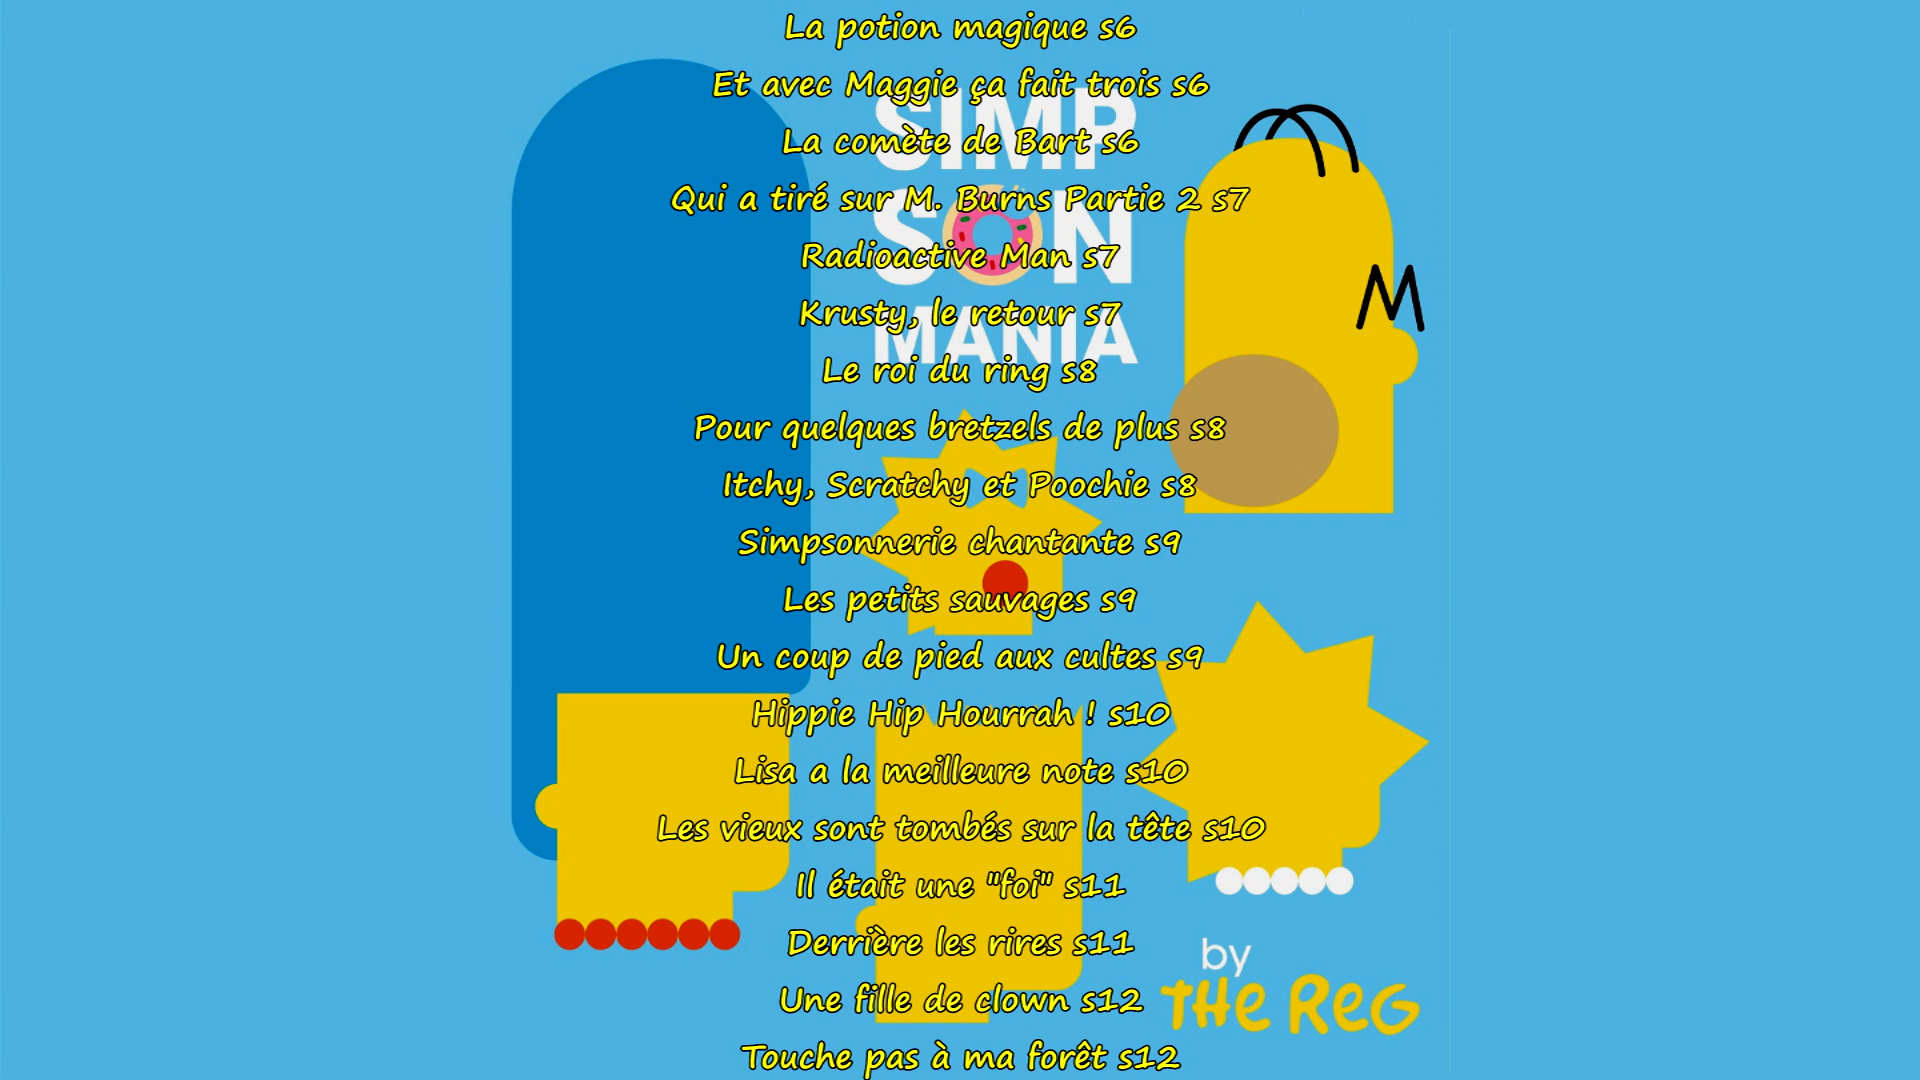 La potion magique s6
Et avec Maggie ça fait trois s6
SIMP
La comète de Bart s6
Qui a tiré sur M. Burns Partie 2 s7
SON
Radioactive Man s7
Krusty, le retour s7
MANIA
Le roi du ring s8
Pour quelques bretzels de plus s8
Itchy, Scratchy et Poochie s8
Simpsonnerie chantante s9
Les petits sauvages s9
Un coup de pied aux cultes s9
Hippie Hip Hourrah ! s10
Lisa a la meilleure note s10
Les vieux sont tombés sur la tête s10
Il était une "foi" s11
Derrière les rires s11
by
Une fille de clown s12
THe ReG
Touche pas à ma forêt s12